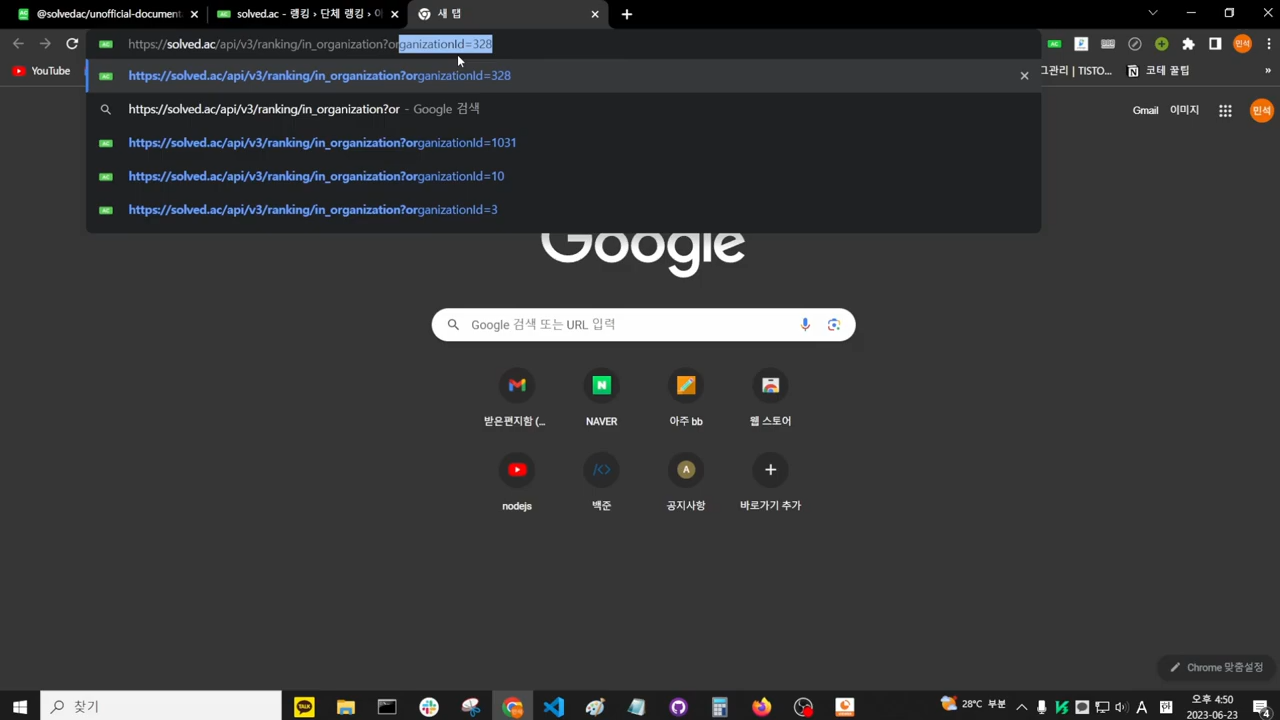 @solvedac/unofficial-document
solved.ac - 랭킹 › 단체 랭킹 › 아
새 탭
https://solved.ac/api/v3/ranking/in_organization?organizationId=328
민석
YouTube
https://solved.ac/api/v3/ranking/in_organization?organizationId=328
그관리 | TISTO...
코테 꿀팁
»
https://solved.ac/api/v3/ranking/in_organization?or - Google 검색
Gmail
이미지
민석
https://solved.ac/api/v3/ranking/in_organization?organizationId=1031
https://solved.ac/api/v3/ranking/in_organization?organizationId=10
https://solved.ac/api/v3/ranking/in_organization?organizationId=3
Google
Google 검색 또는 URL 입력
받은편지함 (...
NAVER
아주 bb
웹 스토어
nodejs
백준
공지사항
바로가기 추가
Chrome 맞춤설정
찾기
28°C 부분
A
한
오후 4:50
2023-06-23
4